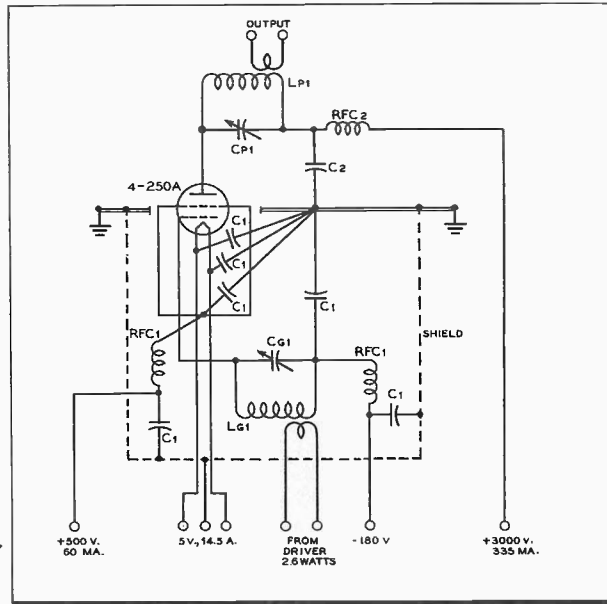 OUTPUT
LP1
CP1
RFC2
C2
4-250A
C1
C1
C1
C1
SHIELD
RFC1
CG1
RFC1
LG1
C1
C1
+500 V.
60 MA.
5V., 14.5 A.
FROM
DRIVER
2.6 WATTS
-180 V
+3000 V.
335 MA.